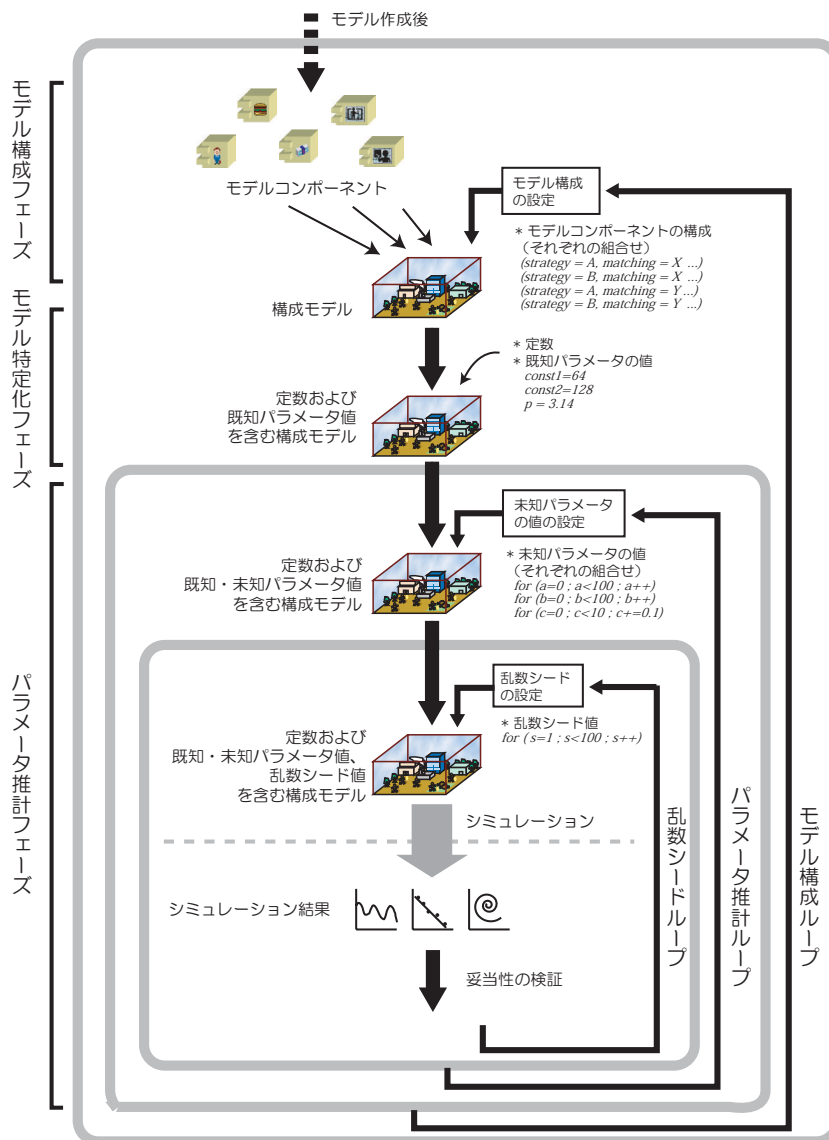 モデル作成後
モデル構成フェーズ
モデルコンポーネント
モデル構成
の設定
* モデルコンポーネントの構成
(それぞれの組合せ)
(strategy = A, matching = X ...)
(strategy = B, matching = X ...)
(strategy = A, matching = Y ...)
(strategy = B, matching = Y ...)
構成モデル
モデル特定化フェーズ
* 定数
* 既知パラメータの値
const1=64
const2=128
p = 3.14
定数および
既知パラメータ値
を含む構成モデル
パラメータ推計フェーズ
未知パラメータ
の値の設定
* 未知パラメータの値
(それぞれの組合せ)
for (a=0 ; a<100 ; a++)
for (b=0 ; b<100 ; b++)
for (c=0 ; c<10 ; c+=0.1)
定数および
既知・未知パラメータ値
を含む構成モデル
乱数シード
の設定
* 乱数シード値
for ( s=1 ; s<100 ; s++)
定数および
既知・未知パラメータ値、
乱数シード値
を含む構成モデル
シミュレーション
シミュレーション結果
妥当性の検証
乱数シードループ
パラメータ推計ループ
モデル構成ループ